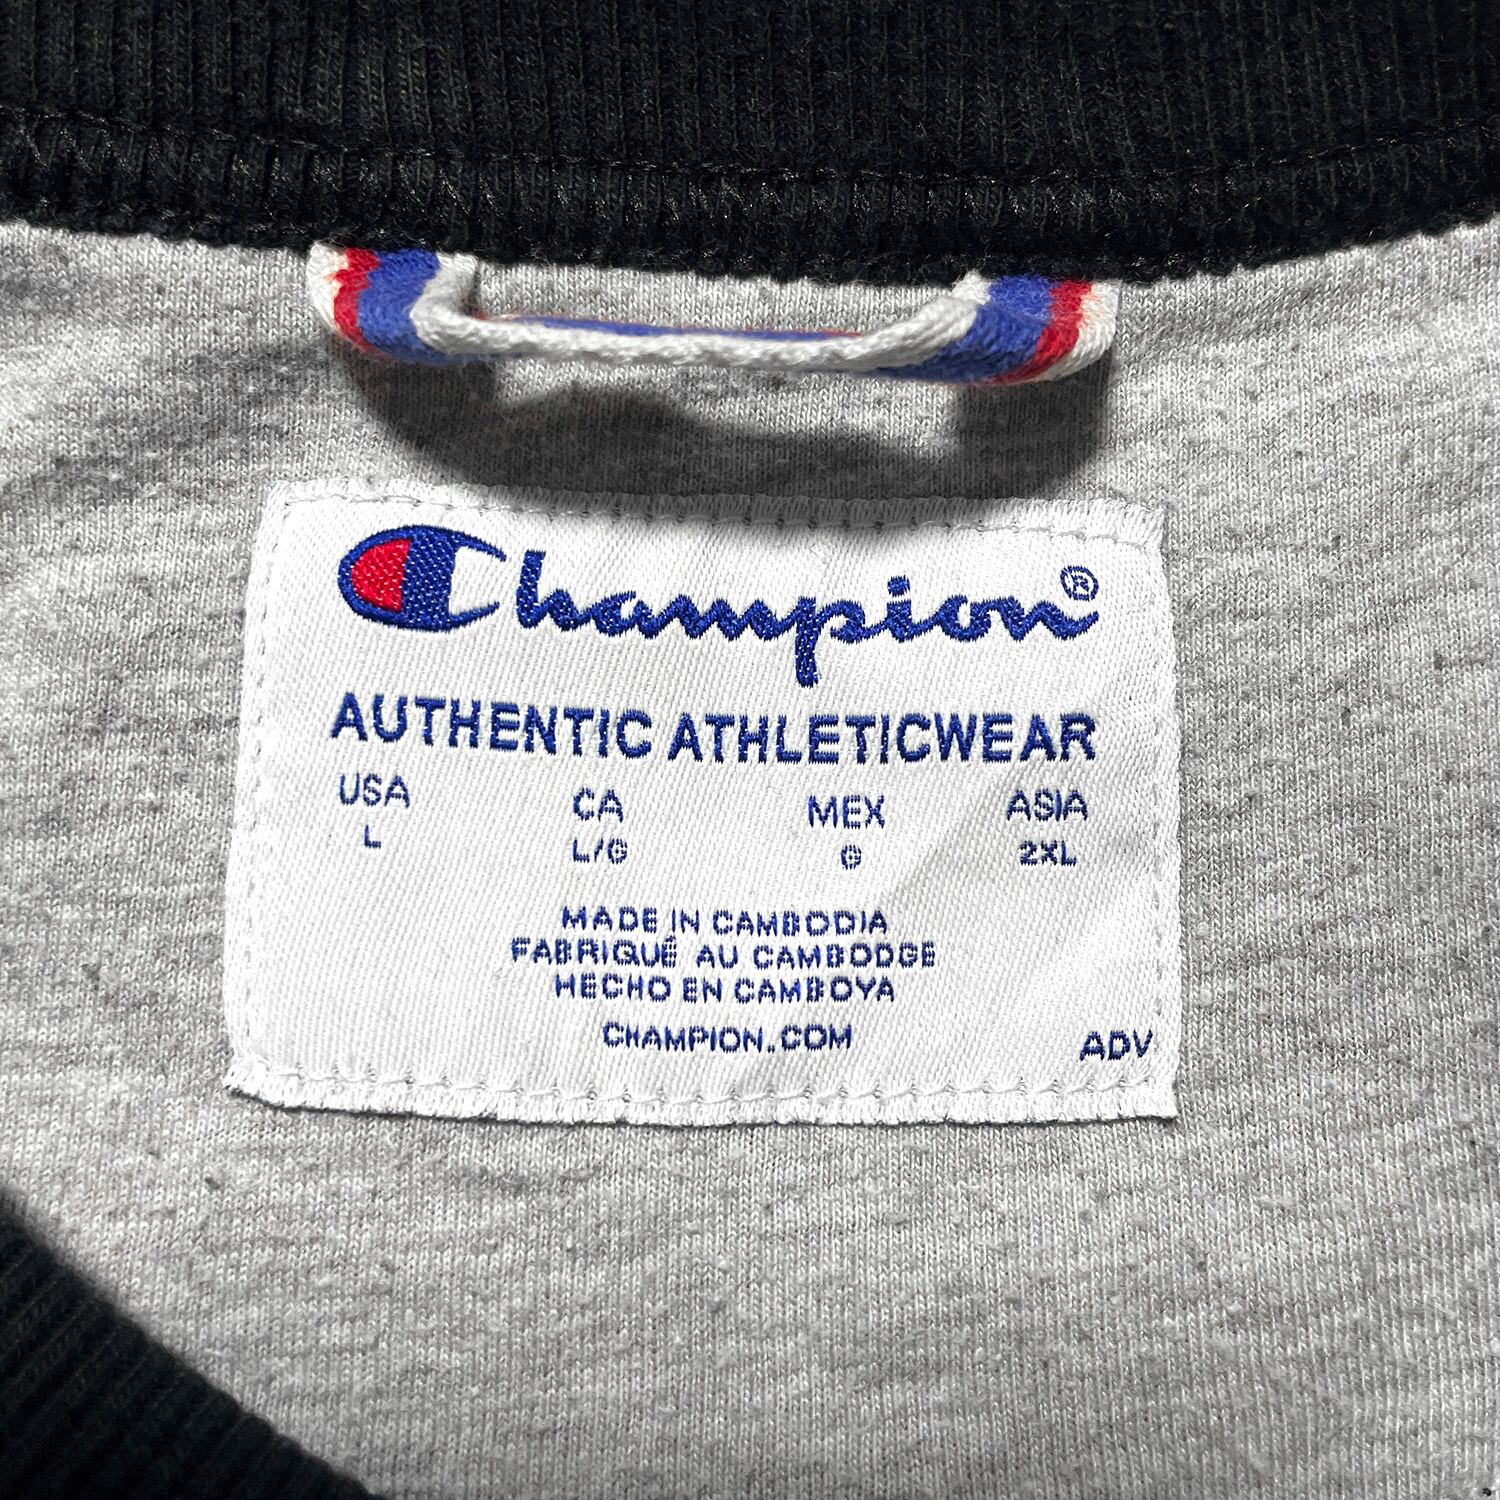 Champion®
AUTHENTIC ATHLETICWEAR
USA CA MEX ASIA
L L/G G 2XL
MADE IN CAMBODIA
FABRIQUÉ AU CAMBODGE
HECHO EN CAMBOYA
CHAMPION.COM
ADV